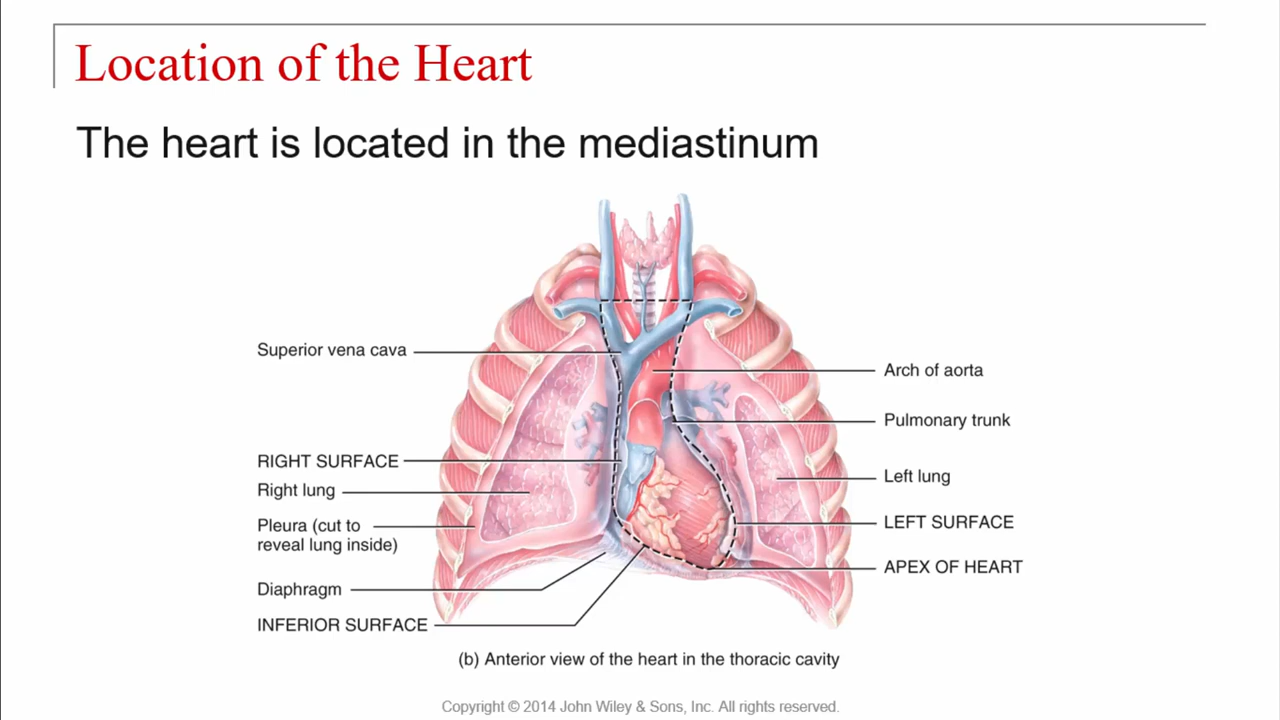 Location of the Heart
The heart is located in the mediastinum
Superior vena cava
Arch of aorta
Pulmonary trunk
RIGHT SURFACE
Left lung
Right lung
Pleura (cut to
reveal lung inside)
LEFT SURFACE
APEX OF HEART
Diaphragm
INFERIOR SURFACE
(b) Anterior view of the heart in the thoracic cavity
Copyright © 2014 John Wiley & Sons, Inc. All rights reserved.